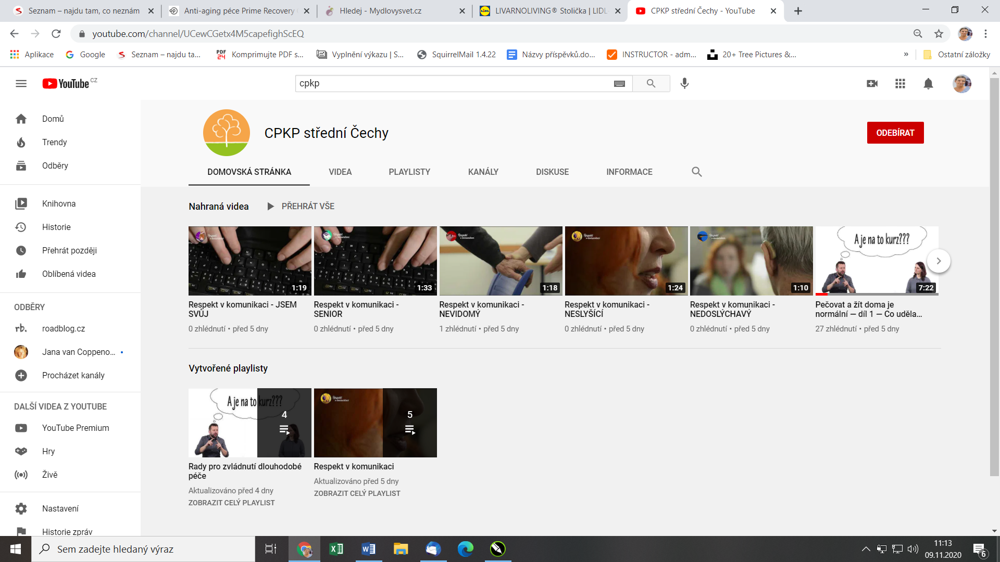 Seznam – najdu tam, co neznám
Anti-aging péče Prime Recovery
Hledej - Mydlovysvet.cz
LIVARNOLIVING® Stolička | LIDL
CPKP střední Čechy - YouTube
youtube.com/channel/UCewCGetx4M5capefighScEQ
Aplikace
Google
Seznam – najdu ta...
PDF
24
Komprimujte PDF s...
Vyplnění výkazu | S...
SquirrelMail 1.4.22
Názvy příspěvků.do...
INSTRUCTOR - adm...
20+ Tree Pictures &...
»
Ostatní záložky
YouTube CZ
cpkp
Domů
Trendy
Odběry
Knihovna
Historie
Přehrát později
Oblíbená videa
ODBĚRY
rb.
roadblog.cz
Jana van Coppeno...
Procházet kanály
DALŠÍ VIDEA Z YOUTUBE
YouTube Premium
Hry
Živě
Nastavení
Historie zpráv
CPKP střední Čechy
ODEBÍRAT
DOMOVSKÁ STRÁNKA
VIDEA
PLAYLISTY
KANÁLY
DISKUSE
INFORMACE
Nahraná videa
PŘEHRÁT VŠE
1:19
Respekt v komunikaci - JSEM
SVŮJ
0 zhlédnutí • před 5 dny
1:33
Respekt v komunikaci -
SENIOR
0 zhlédnutí • před 5 dny
1:18
Respekt v komunikaci -
NEVIDOMÝ
1 zhlédnutí • před 5 dny
Respekt
v komunikaci
1:24
Respekt v komunikaci -
NESLYŠÍCÍ
0 zhlédnutí • před 5 dny
1:10
Respekt v komunikaci -
NEDOSLÝCHAVÝ
0 zhlédnutí • před 5 dny
A je na to kurz???
7:22
Pečovat a žít doma je
normální — díl 1 — Co uděla...
27 zhlédnutí • před 5 dny
Vytvořené playlisty
A je na to kurz???
4
Rady pro zvládnutí dlouhodobé
péče
Aktualizováno před 4 dny
ZOBRAZIT CELÝ PLAYLIST
Respekt
v komunikaci
5
Respekt v komunikaci
Aktualizováno před 5 dny
ZOBRAZIT CELÝ PLAYLIST
Sem zadejte hledaný výraz
11:13
09.11.2020
6